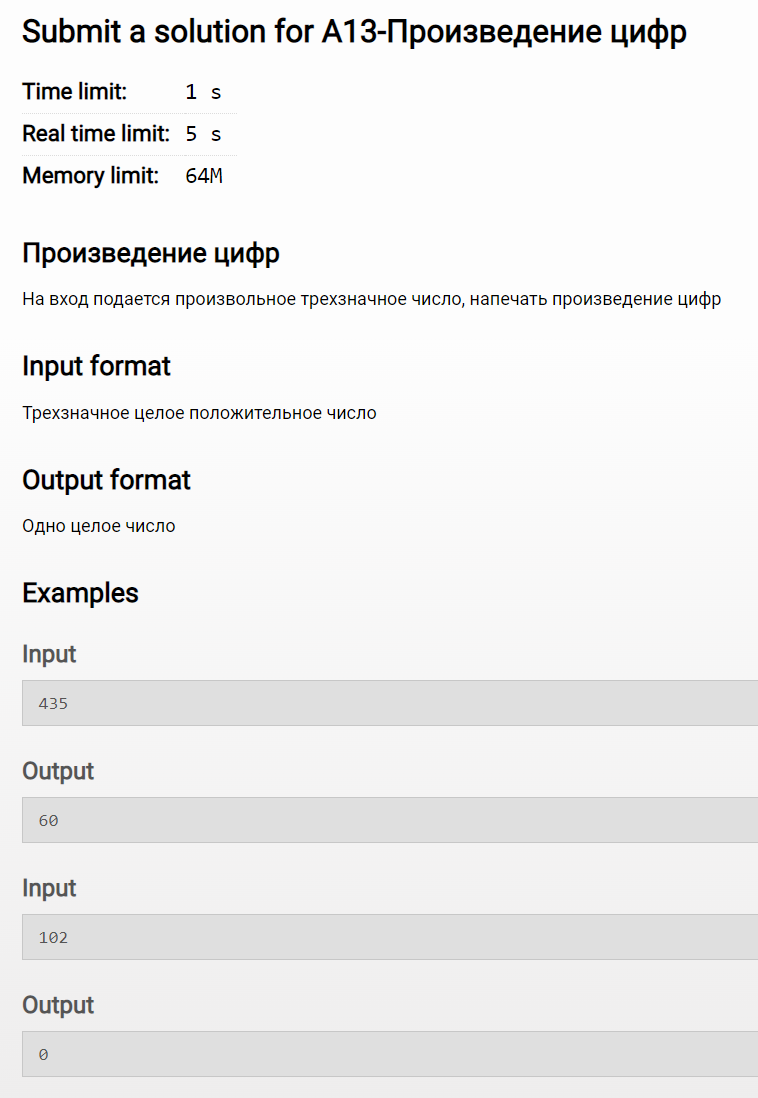 Submit a solution for A13-Произведение цифр
Time limit: 1 s
Real time limit: 5 s
Memory limit: 64M
Произведение цифр
На вход подается произвольное трехзначное число, напечать произведение цифр
Input format
Трехзначное целое положительное число
Output format
Одно целое число
Examples
Input
435
Output
60
Input
102
Output
0